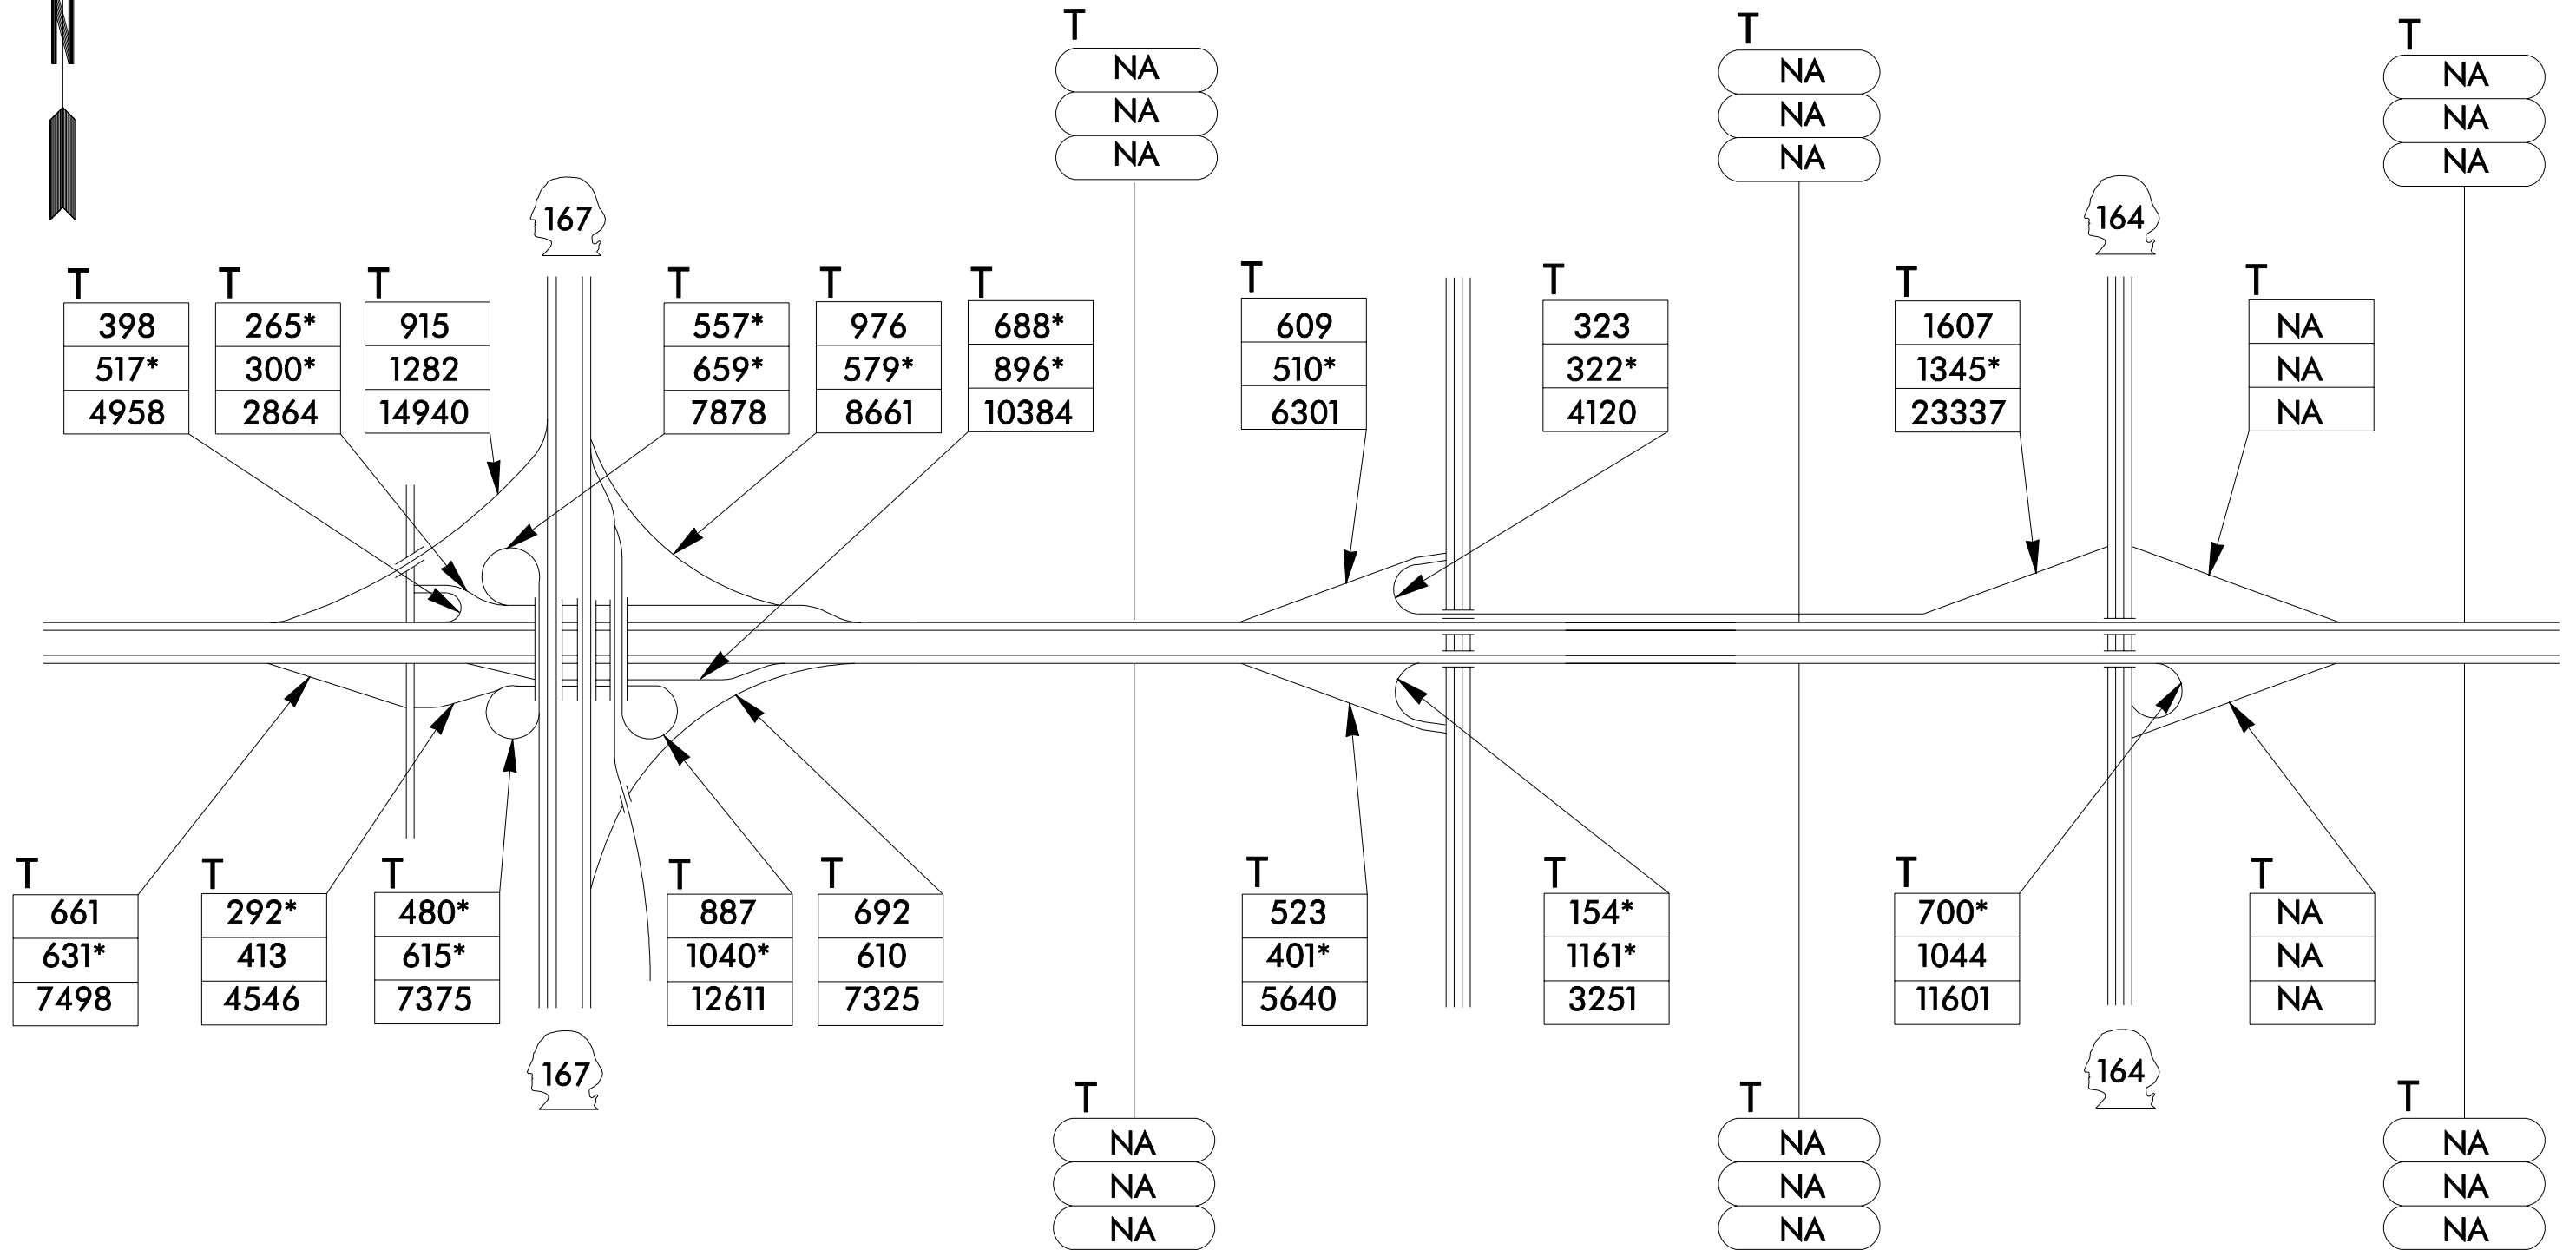 N
T
NA
NA
NA
T
NA
NA
NA
T
NA
NA
NA
167
164
T
398
517*
4958
T
265*
300*
2864
T
915
1282
14940
T
557*
659*
7878
T
976
579*
8661
T
688*
896*
10384
T
609
510*
6301
T
323
322*
4120
T
1607
1345*
23337
T
NA
NA
NA
T
661
631*
7498
T
292*
413
4546
T
480*
615*
7375
T
887
1040*
12611
T
692
610
7325
T
523
401*
5640
T
154*
1161*
3251
T
700*
1044
11601
T
NA
NA
NA
167
164
T
NA
NA
NA
T
NA
NA
NA
T
NA
NA
NA